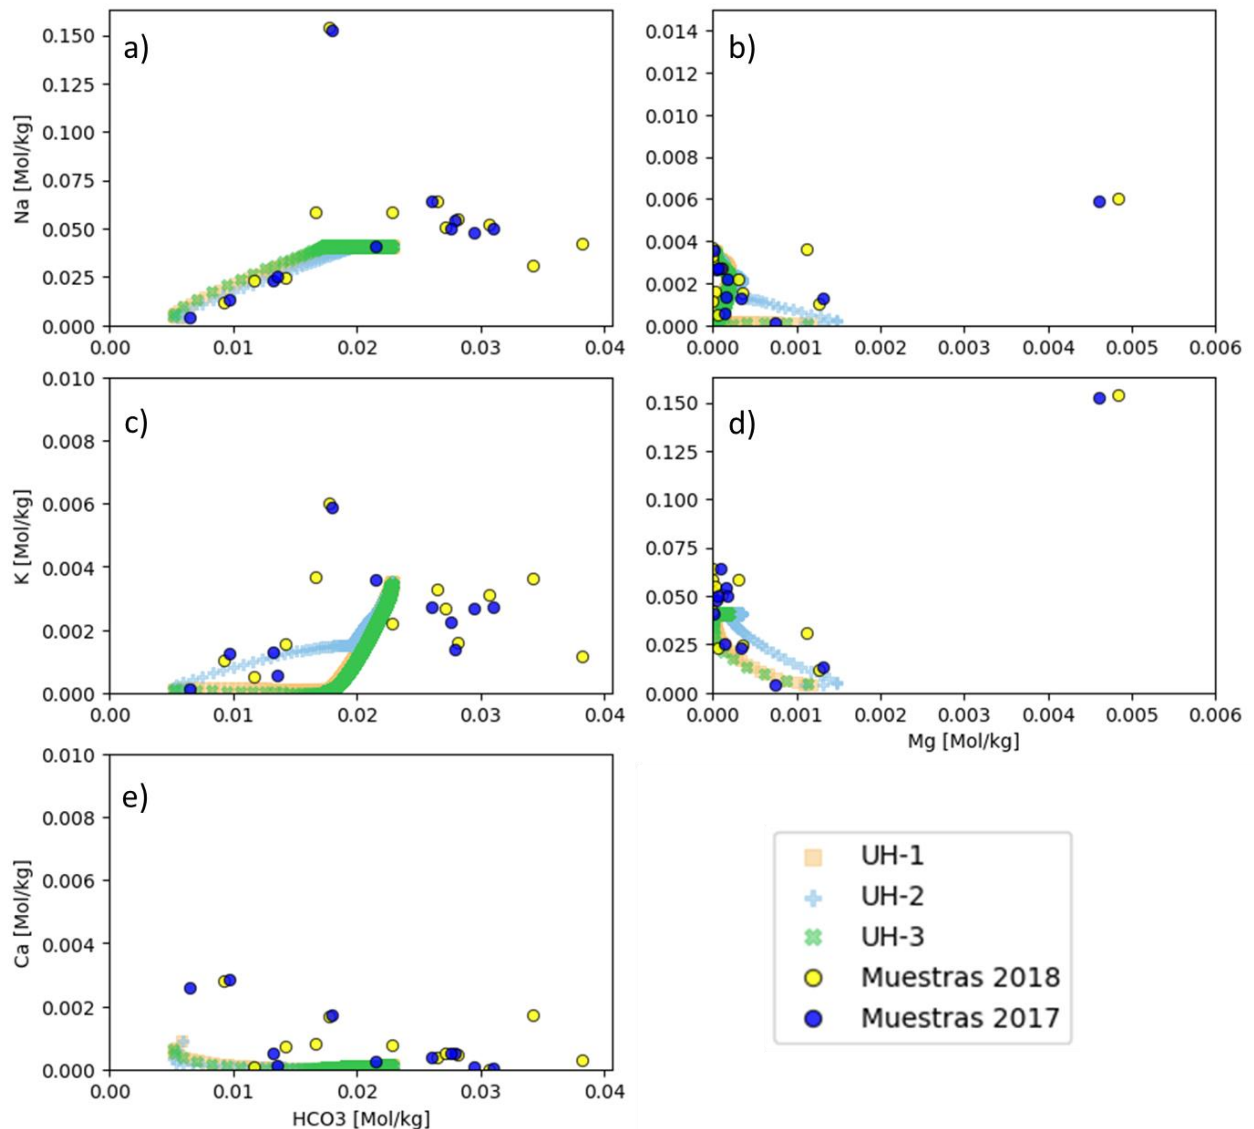 a)
0.150
0.125
0.100
0.075
0.050
0.025
0.000
Na [Mol/kg]
0.00 0.01 0.02 0.03 0.04
b)
0.014
0.012
0.010
0.008
0.006
0.004
0.002
0.000
0.000 0.001 0.002 0.003 0.004 0.005 0.006
c)
0.010
0.008
0.006
0.004
0.002
0.000
K [Mol/kg]
0.00 0.01 0.02 0.03 0.04
d)
0.150
0.125
0.100
0.075
0.050
0.025
0.000
0.000 0.001 0.002 0.003 0.004 0.005 0.006
Mg [Mol/kg]
e)
0.010
0.008
0.006
0.004
0.002
0.000
Ca [Mol/kg]
0.00 0.01 0.02 0.03 0.04
HCO3 [Mol/kg]
UH-1
UH-2
UH-3
Muestras 2018
Muestras 2017